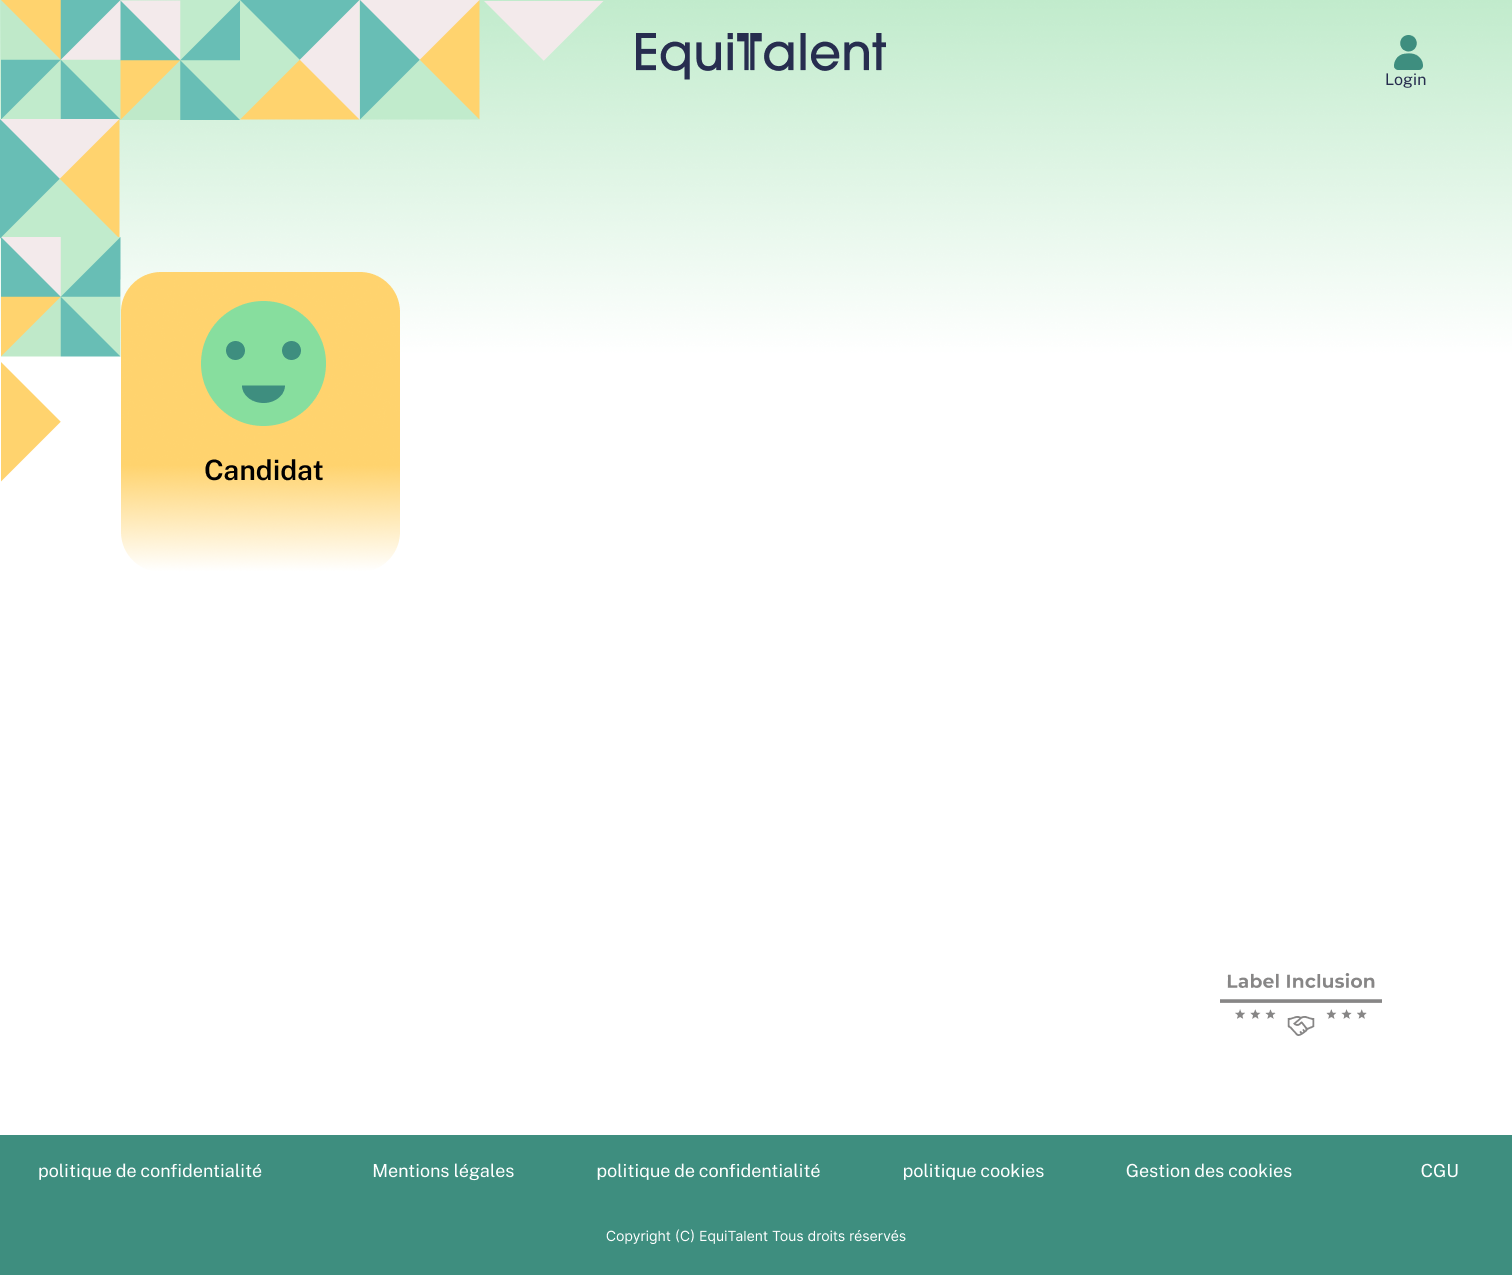 EquiTalent
Login
Candidat
Label Inclusion
politique de confidentialité
Mentions légales
politique de confidentialité
politique cookies
Gestion des cookies
CGU
Copyright (C) EquiTalent Tous droits réservés